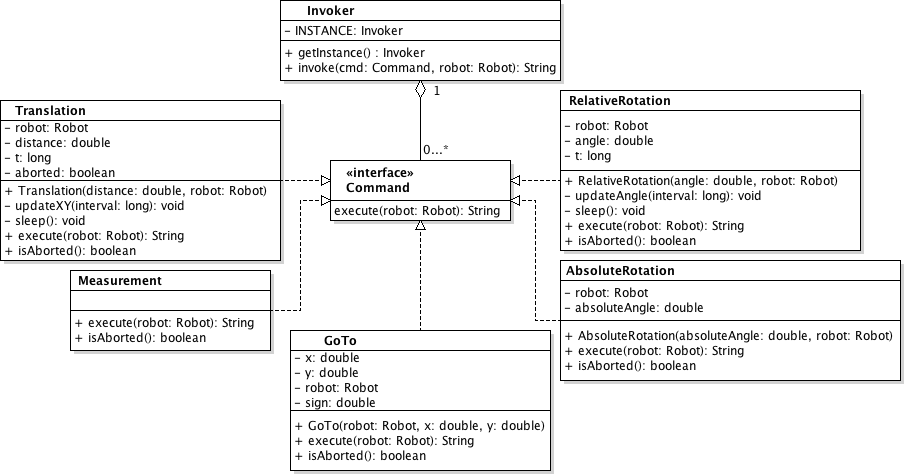 Invoker
– INSTANCE: Invoker
+ getInstance() : Invoker
+ invoke(cmd: Command, robot: Robot): String
1
0...*
Translation
– robot: Robot
– distance: double
– t: long
– aborted: boolean
+ Translation(distance: double, robot: Robot)
– updateXY(interval: long): void
– sleep(): void
+ execute(robot: Robot): String
+ isAborted(): boolean
«interface»
Command
execute(robot: Robot): String
RelativeRotation
– robot: Robot
– angle: double
– t: long
+ RelativeRotation(angle: double, robot: Robot)
– updateAngle(interval: long): void
– sleep(): void
+ execute(robot: Robot): String
+ isAborted(): boolean
Measurement
+ execute(robot: Robot): String
+ isAborted(): boolean
AbsoluteRotation
– robot: Robot
– absoluteAngle: double
+ AbsoluteRotation(absoluteAngle: double, robot: Robot)
+ execute(robot: Robot): String
+ isAborted(): boolean
GoTo
– x: double
– y: double
– robot: Robot
– sign: double
+ GoTo(robot: Robot, x: double, y: double)
+ execute(robot: Robot): String
+ isAborted(): boolean